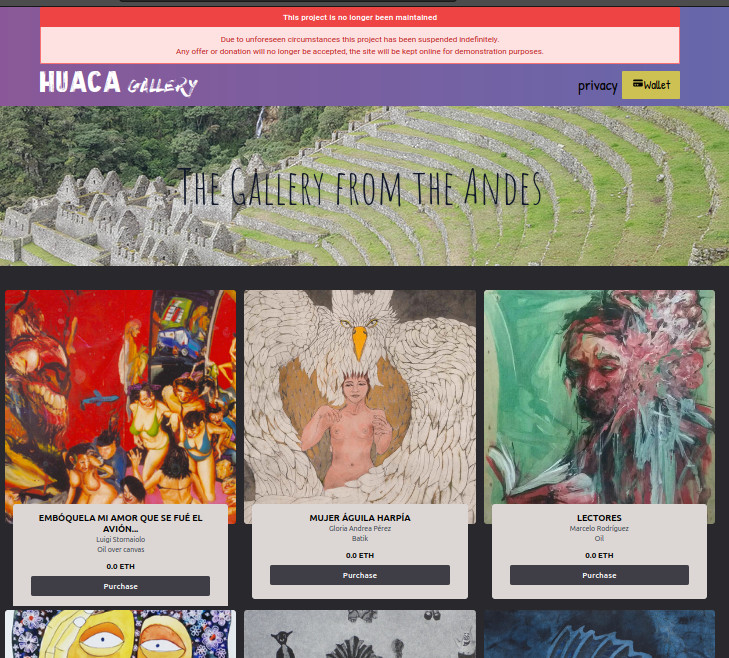 This project is no longer been maintained
Due to unforeseen circumstances this project has been suspended indefinitely.
Any offer or donation will no longer be accepted, the site will be kept online for demonstration purposes.
HUACA GALLERY
privacy
Wallet
The Gallery from the Andes
EMBÓQUELA MI AMOR QUE SE FUÉ EL
AVIÓN...
Luigi Stornaiolo
Oil over canvas
0.0 ETH
Purchase
MUJER ÁGUILA HARPÍA
Gloria Andrea Pérez
Batik
0.0 ETH
Purchase
LECTORES
Marcelo Rodríguez
Oil
0.0 ETH
Purchase